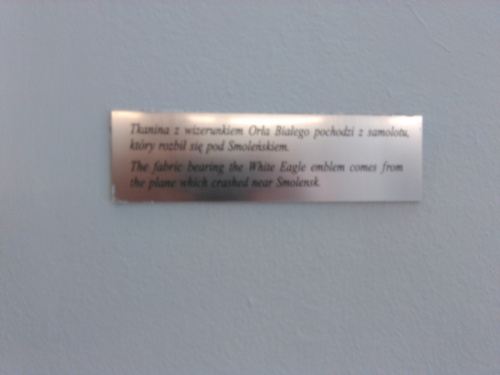 Tkanina z wizerunkiem Orła Białego pochodzi z samolotu,
który rozbił się pod Smoleńskiem.
The fabric bearing the White Eagle emblem comes from
the plane which crashed near Smolensk.